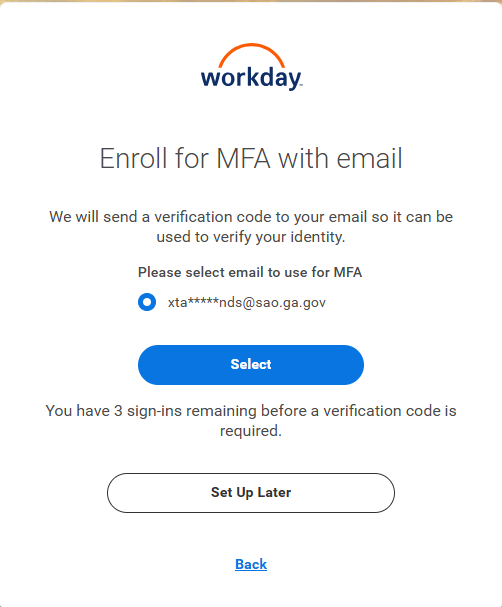 workday
Enroll for MFA with email
We will send a verification code to your email so it can be
used to verify your identity.
Please select email to use for MFA
xta*****nds@sao.ga.gov
Select
You have 3 sign-ins remaining before a verification code is
required.
Set Up Later
Back